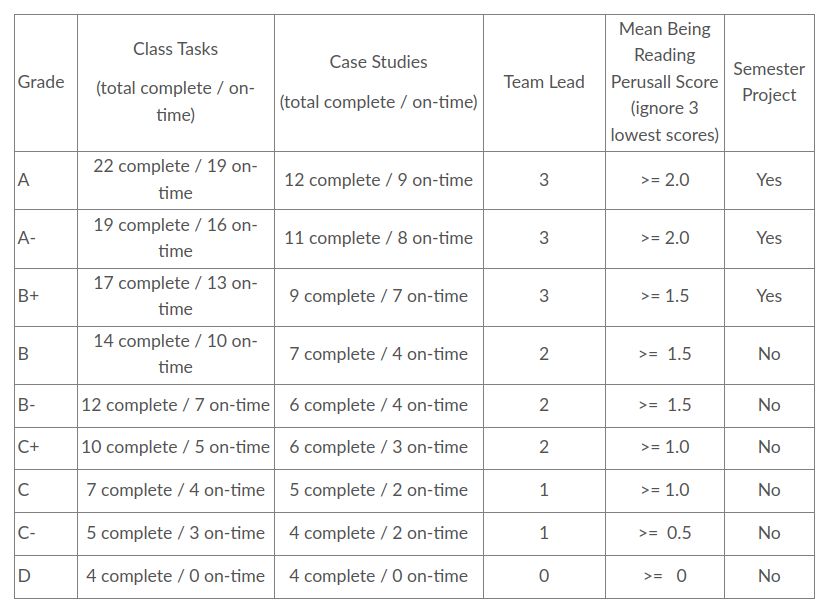 Grade
Class Tasks
(total complete / on-
time)
Case Studies
(total complete / on-time)
Team Lead
Mean Being
Reading
Perusall Score
(ignore 3
lowest scores)
Semester
Project
A
22 complete / 19 on-
time
12 complete / 9 on-time
3
>= 2.0
Yes
A-
19 complete / 16 on-
time
11 complete / 8 on-time
3
>= 2.0
Yes
B+
17 complete / 13 on-
time
9 complete / 7 on-time
3
>= 1.5
Yes
B
14 complete / 10 on-
time
7 complete / 4 on-time
2
>= 1.5
No
B-
12 complete / 7 on-time
6 complete / 4 on-time
2
>= 1.5
No
C+
10 complete / 5 on-time
6 complete / 3 on-time
2
>= 1.0
No
C
7 complete / 4 on-time
5 complete / 2 on-time
1
>= 1.0
No
C-
5 complete / 3 on-time
4 complete / 2 on-time
1
>= 0.5
No
D
4 complete / 0 on-time
4 complete / 0 on-time
0
>= 0
No